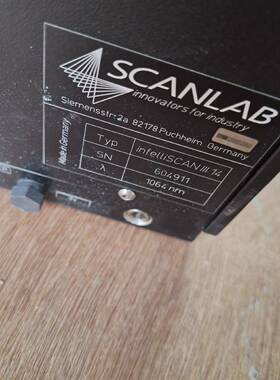 SCANLAB
innovators for industry
Siemensstr. 2a 82178 Puchheim Germany
Made in Germany
Typ intelliSCAN III 14
SN 604911
λ 1064 nm